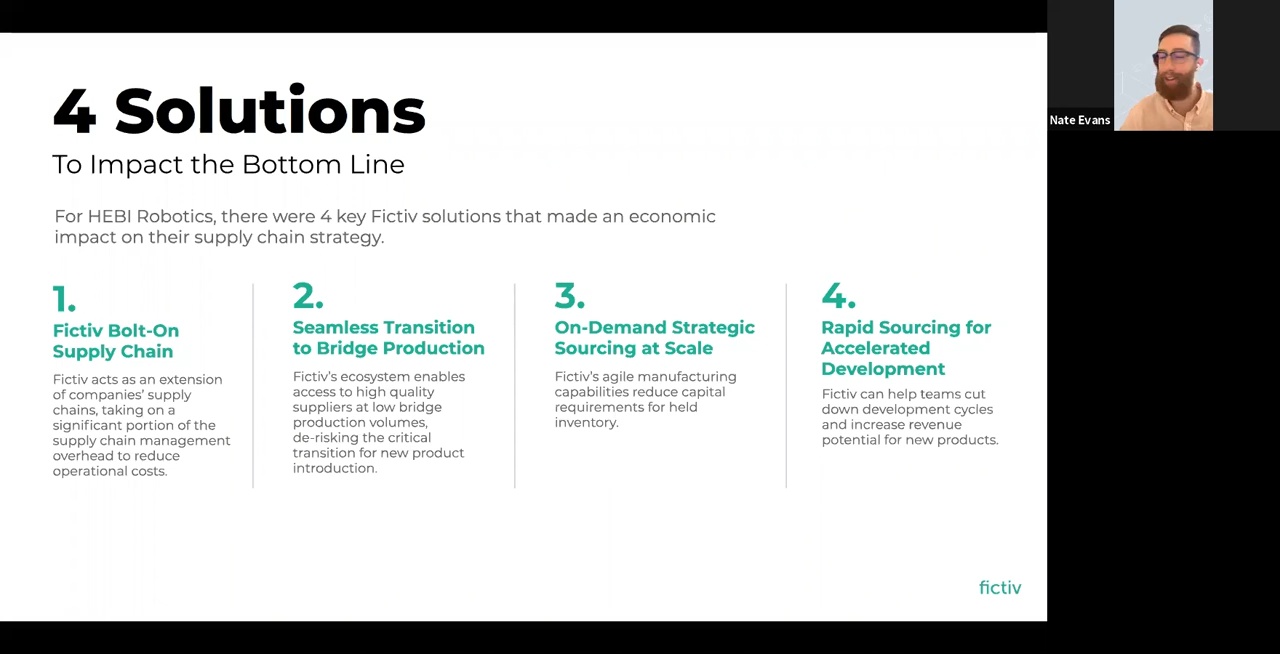 4 Solutions
To Impact the Bottom Line
For HEBI Robotics, there were 4 key Fictiv solutions that made an economic
impact on their supply chain strategy.
1.
Fictiv Bolt-On
Supply Chain
Fictiv acts as an extension
of companies' supply
chains, taking on a
significant portion of the
supply chain management
overhead to reduce
operational costs.
2.
Seamless Transition
to Bridge Production
Fictiv's ecosystem enables
access to high quality
suppliers at low bridge
production volumes,
de-risking the critical
transition for new product
introduction.
3.
On-Demand Strategic
Sourcing at Scale
Fictiv's agile manufacturing
capabilities reduce capital
requirements for held
inventory.
4.
Rapid Sourcing for
Accelerated
Development
Fictiv can help teams cut
down development cycles
and increase revenue
potential for new products.
fictiv
Nate Evans